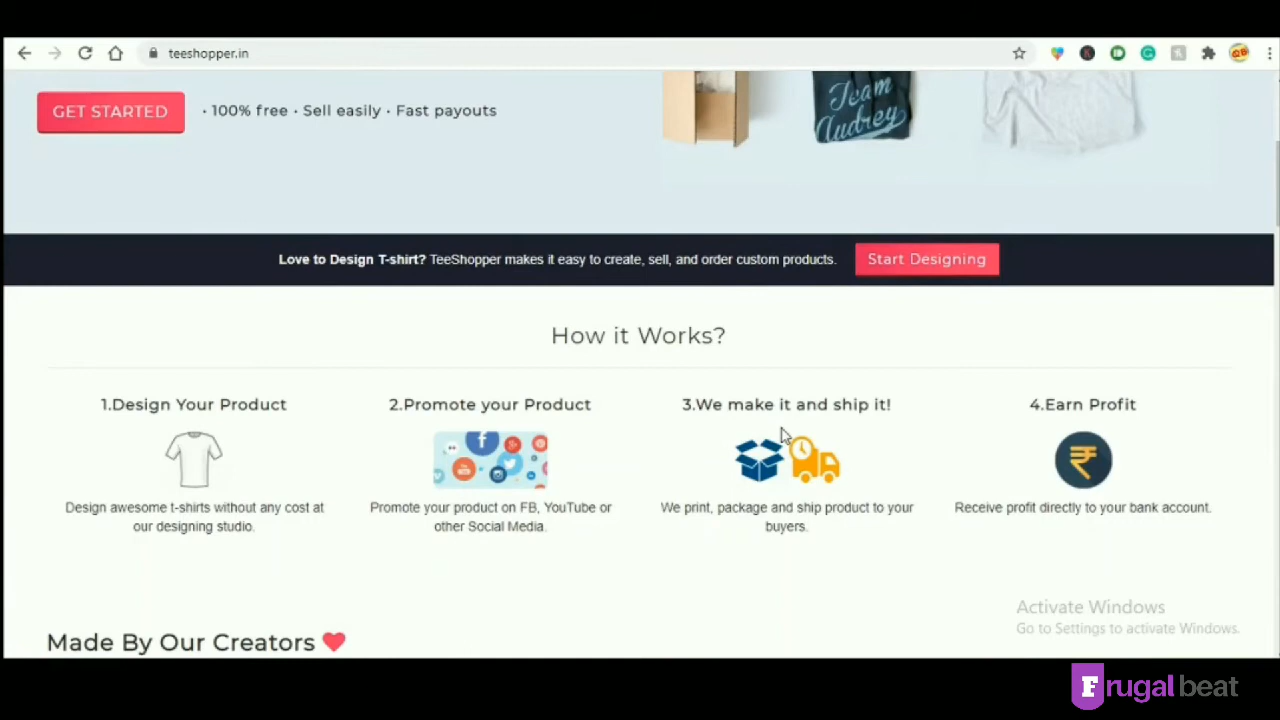 teeshopper.in
GET STARTED
· 100% free · Sell easily · Fast payouts
Team
Audrey
Love to Design T-shirt? TeeShopper makes it easy to create, sell, and order custom products.
Start Designing
How it Works?
1.Design Your Product
Design awesome t-shirts without any cost at
our designing studio.
2.Promote your Product
Promote your product on FB, YouTube or
other Social Media.
3.We make it and ship it!
We print, package and ship product to your
buyers.
4.Earn Profit
Receive profit directly to your bank account.
Made By Our Creators
Activate Windows
Go to Settings to activate Windows.
Frugalbeat